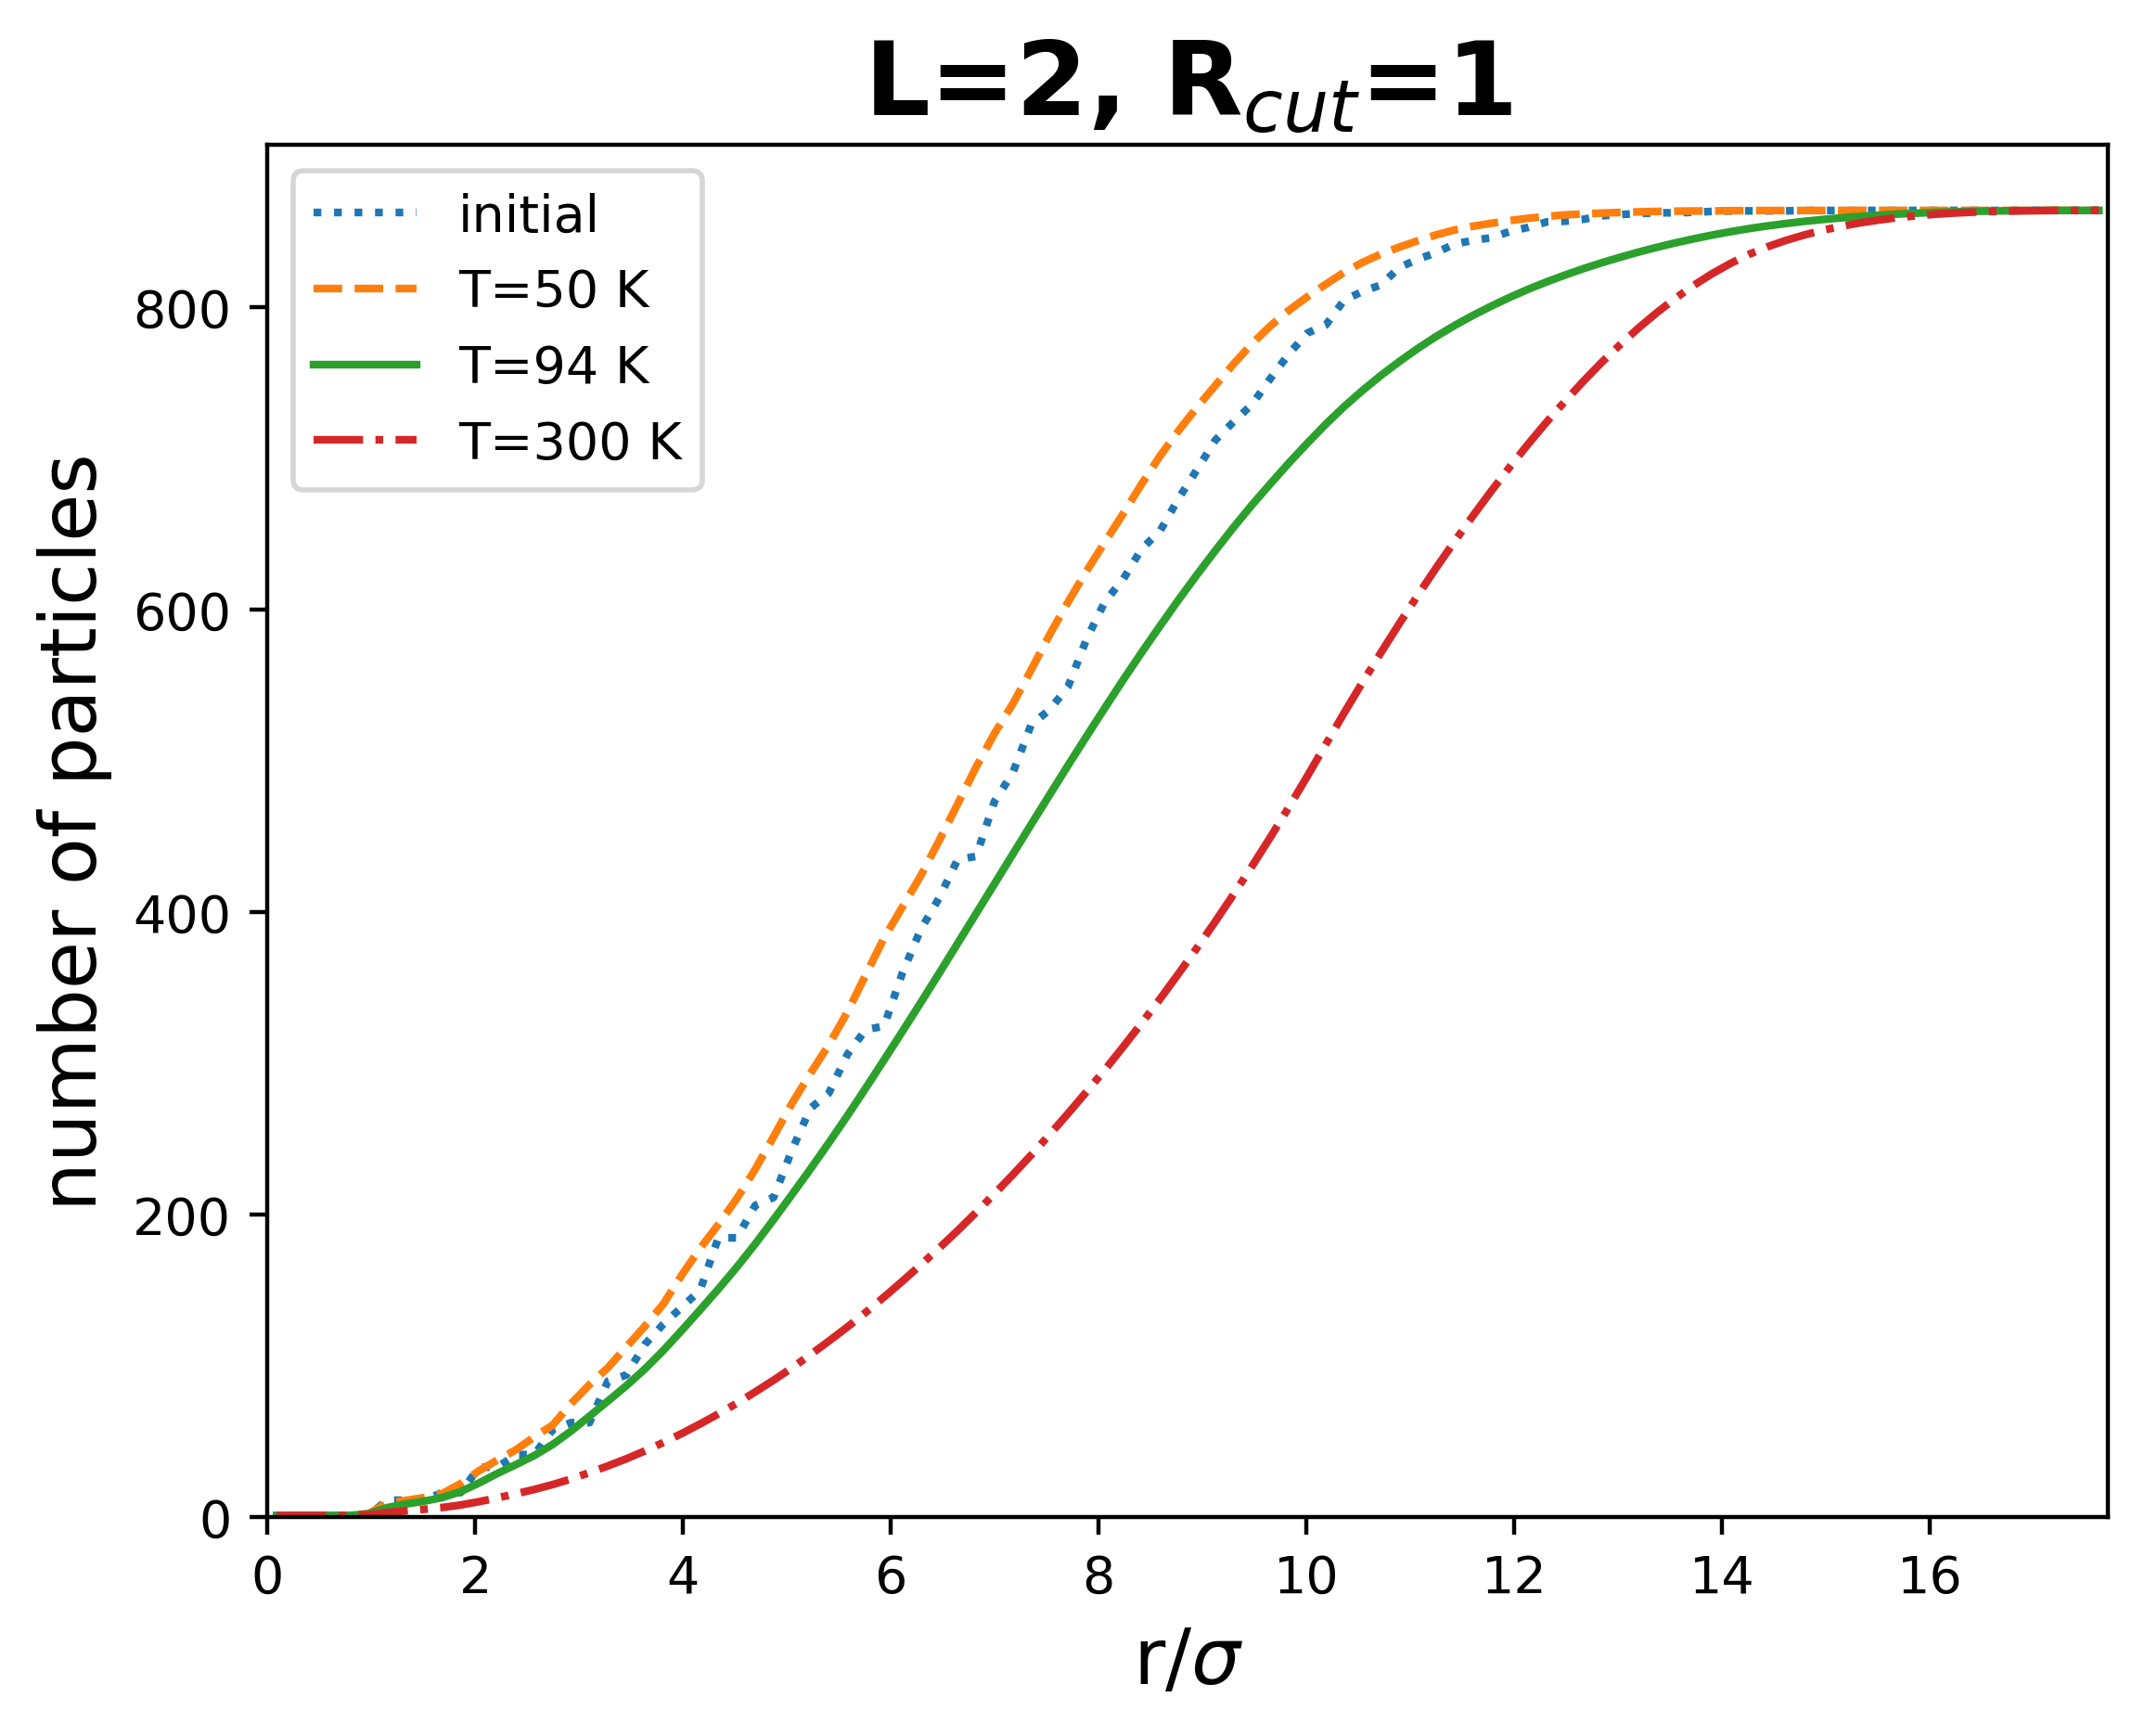 L=2, R_cut=1
initial
T=50 K
T=94 K
T=300 K
number of particles
800
600
400
200
0
0 2 4 6 8 10 12 14 16
r/σ